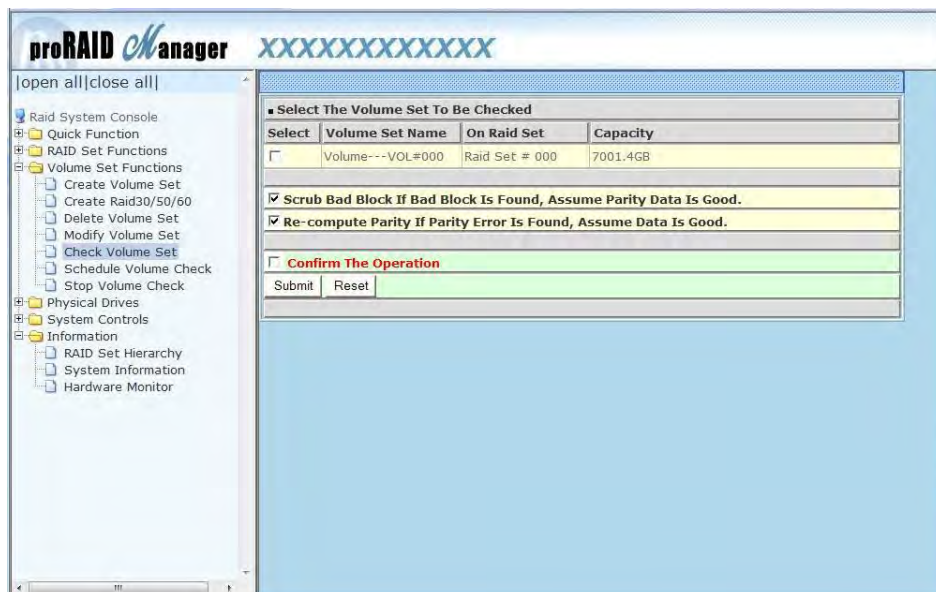 proRAID Manager XXXXXXXXXXXX
|open all|close all|
Raid System Console
Quick Function
RAID Set Functions
Volume Set Functions
Create Volume Set
Create Raid30/50/60
Delete Volume Set
Modify Volume Set
Check Volume Set
Schedule Volume Check
Stop Volume Check
Physical Drives
System Controls
Information
RAID Set Hierarchy
System Information
Hardware Monitor
Select The Volume Set To Be Checked
Select Volume Set Name On Raid Set Capacity
Volume---VOL#000 Raid Set # 000 7001.4GB
Scrub Bad Block If Bad Block Is Found, Assume Parity Data Is Good.
Re-compute Parity If Parity Error Is Found, Assume Data Is Good.
Confirm The Operation
Submit Reset